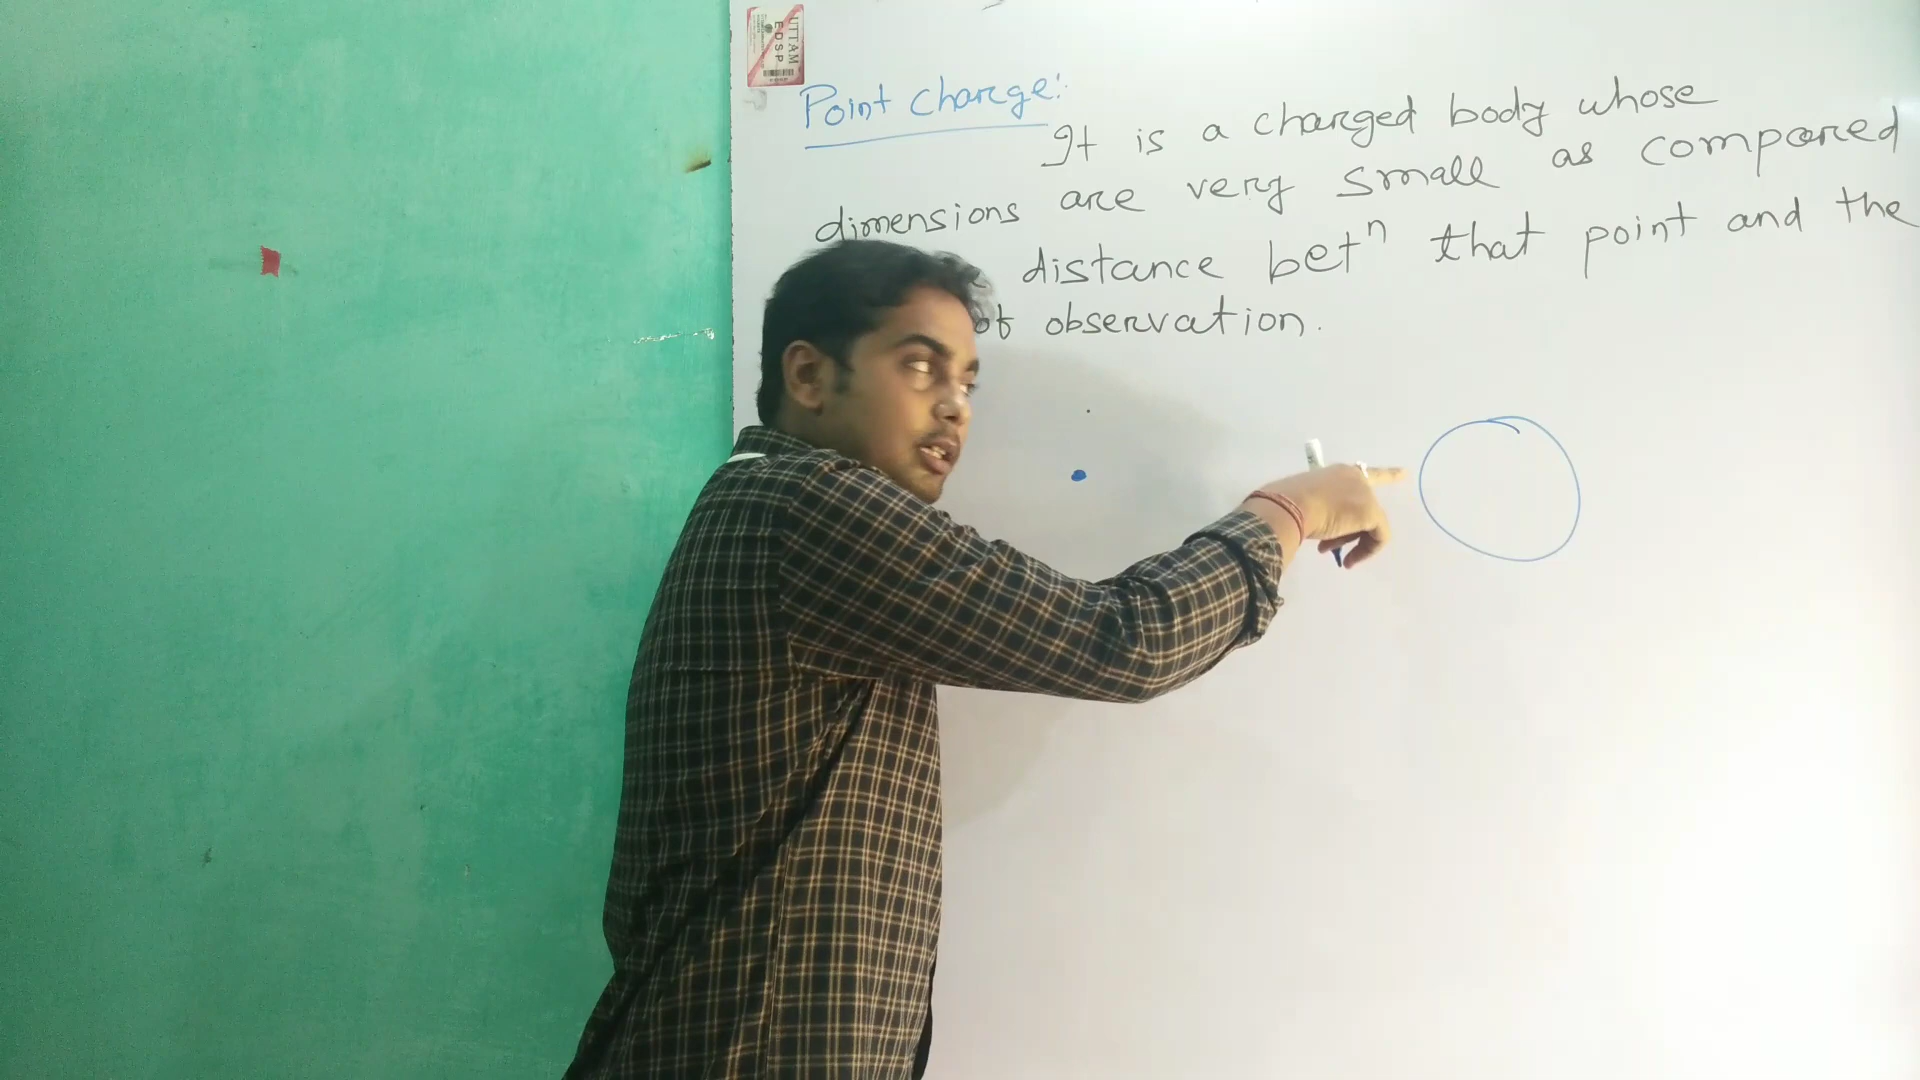 UTTAM
EDSP
Point charge:
It is a charged body whose
dimensions are very small as compared
distance betⁿ that point and the
of observation.